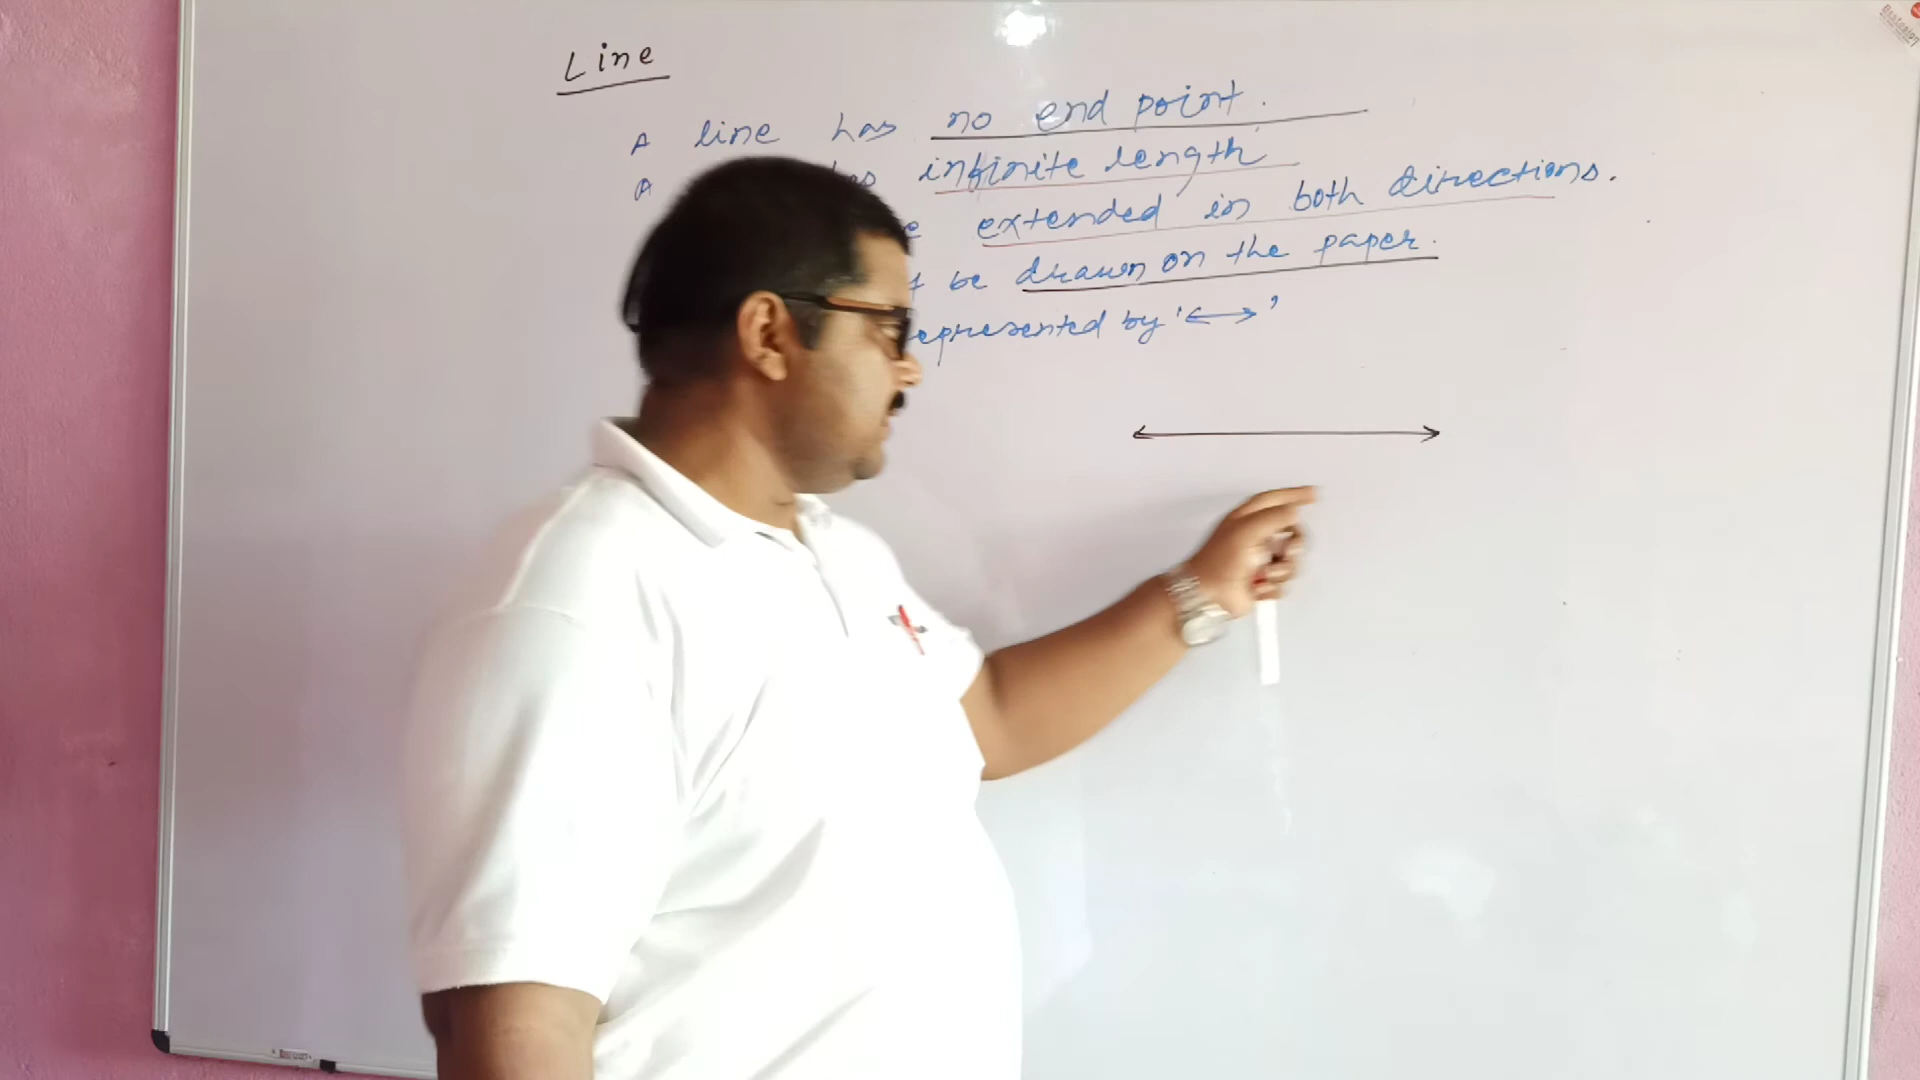 Line
A line has no end point.
A has infinite length
extended in both directions.
be drawn on the paper.
represented by '↔'